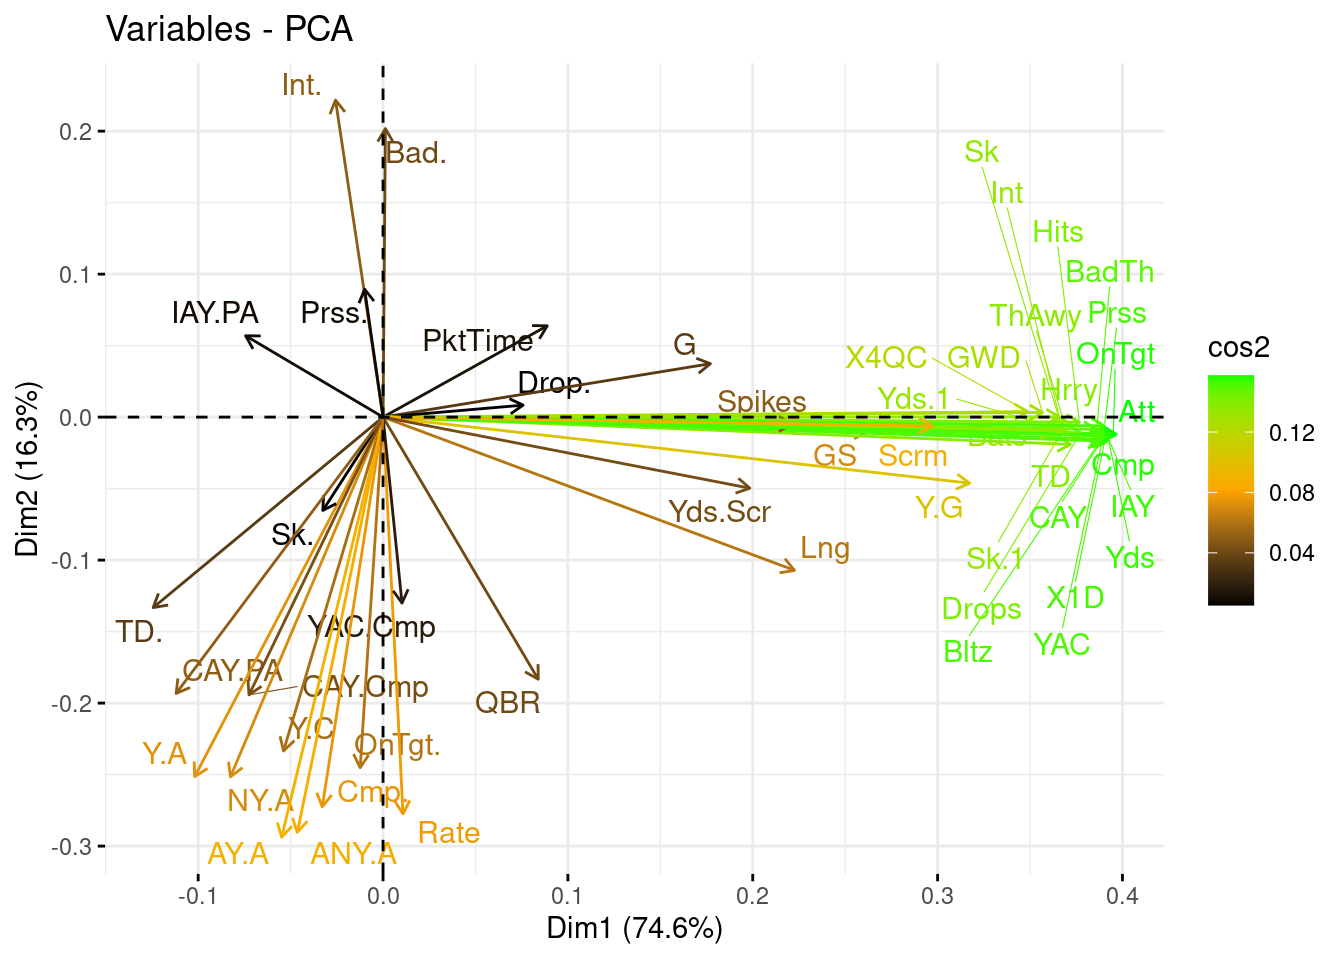 Variables - PCA
Int.
Bad.
Sk
Int
Hits
BadTh
IAY.PA
Prss.
ThAwy
Prss
PktTime
G
X4QC
GWD
OnTgt
Drop.
Spikes
Yds.1
Hrry
Att
GS
Scrm
Cmp
TD
Y.G
IAY
Yds.Scr
CAY
Sk.
Lng
Sk.1
Yds
TD.
YAC.Cmp
Drops
X1D
Bltz
YAC
CAY.PA
CAY.Cmp
QBR
Y.C
OnTgt.
Y.A
NY.A
Cmp.
Rate
AY.A
ANY.A
0.2
0.1
0.0
-0.1
-0.2
-0.3
Dim2 (16.3%)
-0.1
0.0
0.1
0.2
0.3
0.4
Dim1 (74.6%)
cos2
0.12
0.08
0.04